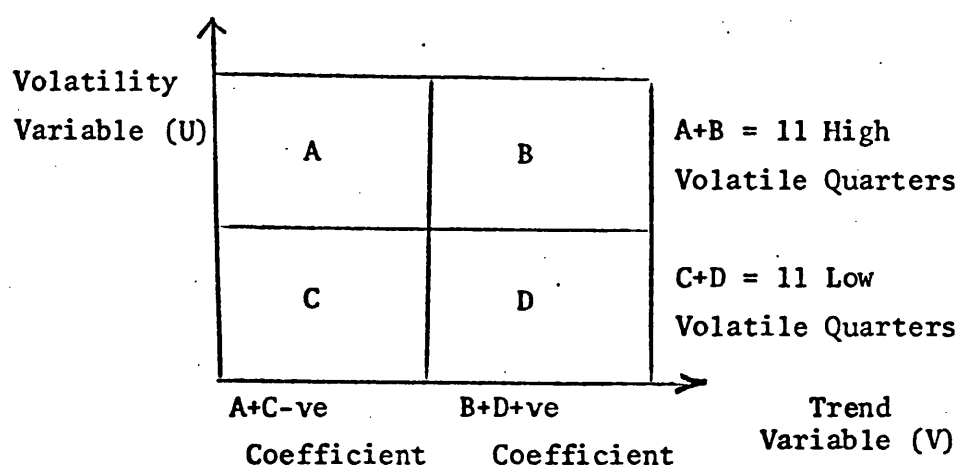 Volatility
Variable (U)
A
B
A+B = 11 High
Volatile Quarters
C
D
C+D = 11 Low
Volatile Quarters
A+C-ve
Coefficient
B+D+ve
Coefficient
Trend
Variable (V)